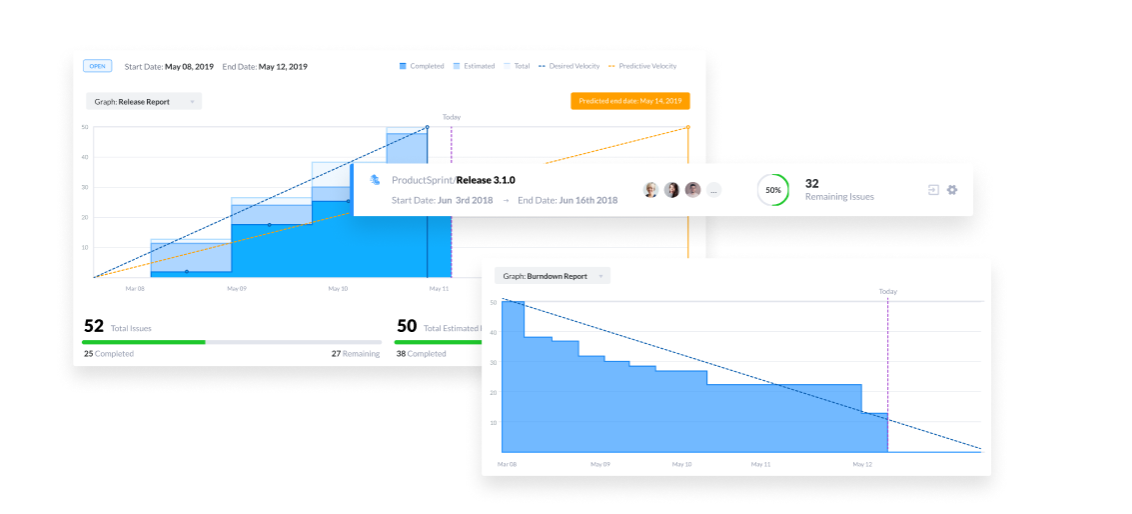 OPEN Start Date: May 08, 2019 End Date: May 12, 2019
Completed Estimated Total Desired Velocity Predictive Velocity
Graph: Release Report
Predicted end date: May 14, 2019
Today
50
40
30
20
10
Mar 08 May 09 May 10 May 11
52 Total Issues
25 Completed 27 Remaining
50 Total Estimated
38 Completed
ProductSprint/Release 3.1.0
Start Date: Jun 3rd 2018 → End Date: Jun 16th 2018
...
50%
32
Remaining Issues
Graph: Burndown Report
Today
50
40
30
20
10
Mar 08 May 09 May 10 May 11 May 12